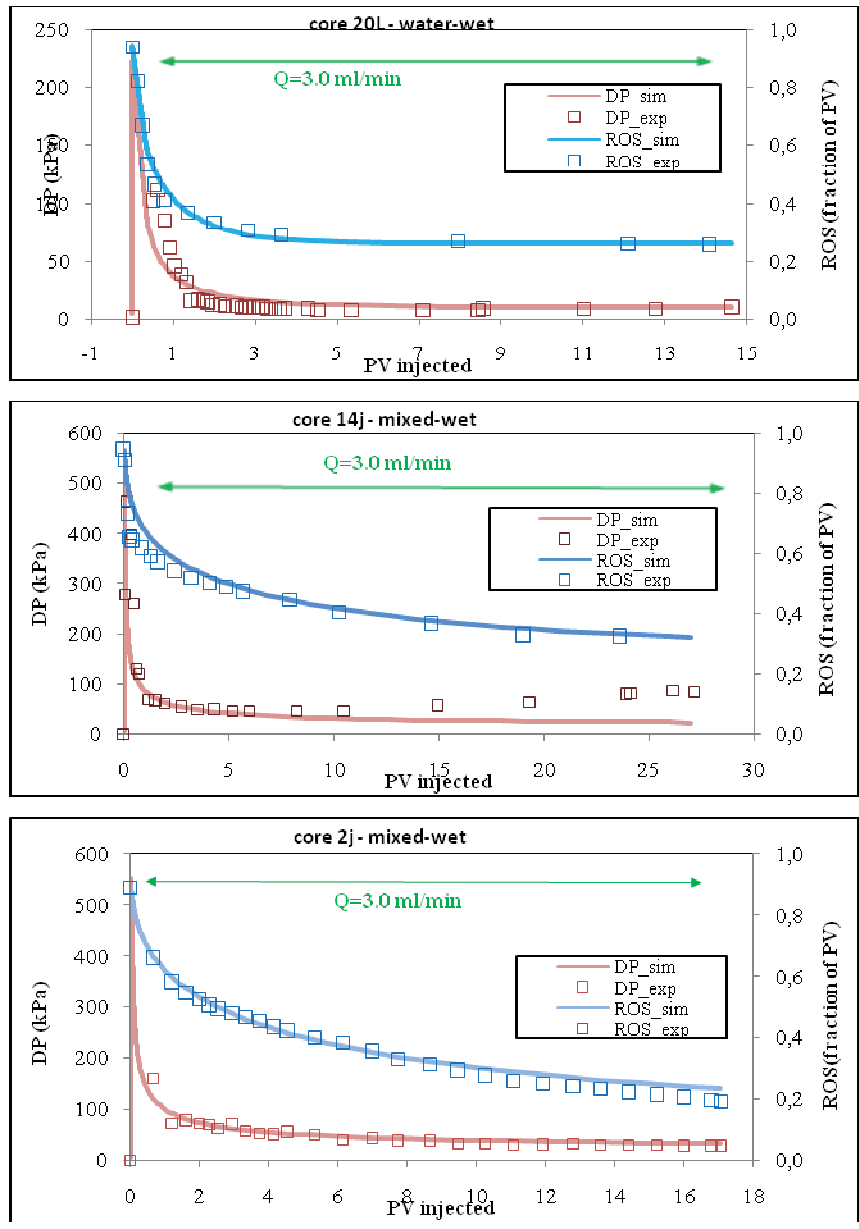 core 20L - water-wet
250
200
150
100
50
0
DP (kPa)
1,0
0,8
0,6
0,4
0,2
0,0
ROS (fraction of PV)
Q=3.0 ml/min
DP_sim
DP_exp
ROS_sim
ROS_exp
-1 1 3 5 7 9 11 13 15
PV injected
core 14j - mixed-wet
600
500
400
300
200
100
0
DP (kPa)
1,0
0,8
0,6
0,4
0,2
0,0
ROS (fraction of PV)
Q=3.0 ml/min
DP_sim
DP_exp
ROS_sim
ROS_exp
0 5 10 15 20 25 30
PV injected
core 2j - mixed-wet
600
500
400
300
200
100
0
DP (kPa)
1,0
0,8
0,6
0,4
0,2
0,0
ROS(fraction of PV)
Q=3.0 ml/min
DP_sim
DP_exp
ROS_sim
ROS_exp
0 2 4 6 8 10 12 14 16 18
PV injected